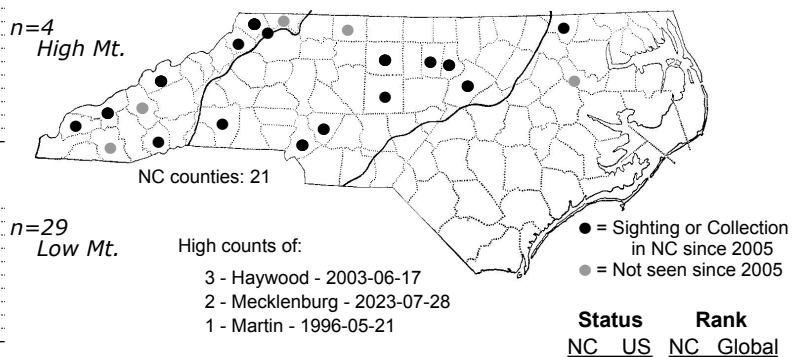 n=4
High Mt.
NC counties: 21
n=29
Low Mt.
High counts of:
3 - Haywood - 2003-06-17
2 - Mecklenburg - 2023-07-28
1 - Martin - 1996-05-21
= Sighting or Collection
in NC since 2005
= Not seen since 2005
Status Rank
NC US NC Global